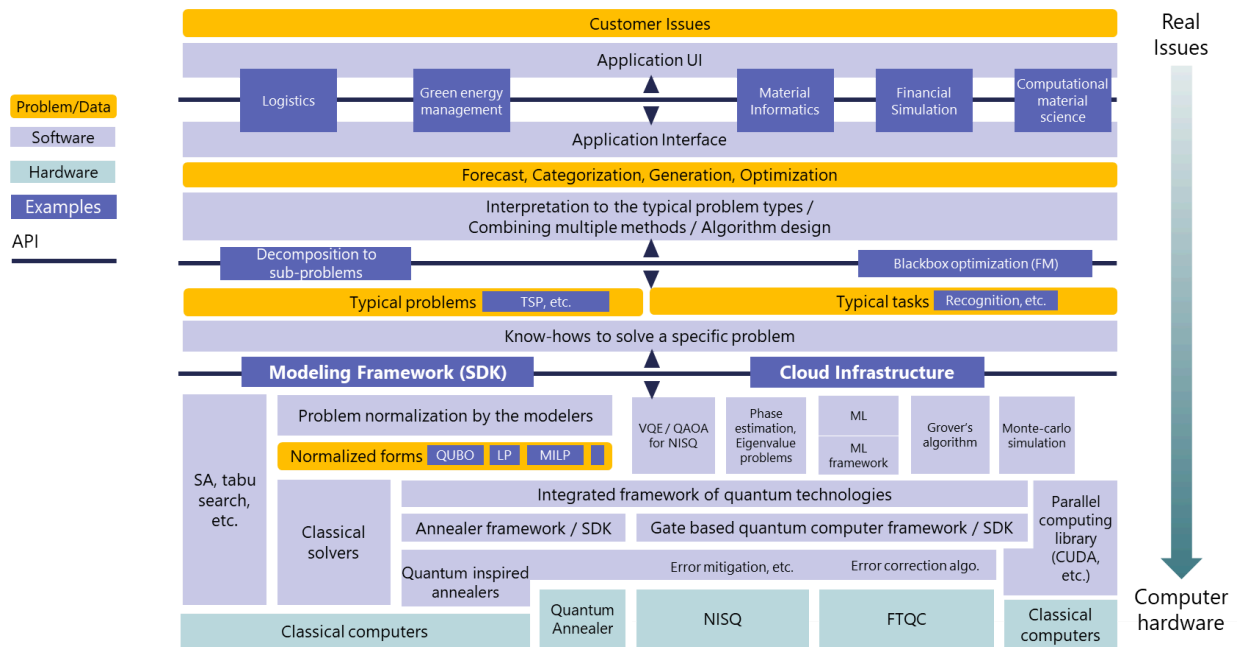 Customer Issues
Real
Issues
Application UI
Logistics
Green energy
management
Material
Informatics
Financial
Simulation
Computational
material
science
Problem/Data
Software
Hardware
Examples
API
Application Interface
Forecast, Categorization, Generation, Optimization
Interpretation to the typical problem types /
Combining multiple methods / Algorithm design
Decomposition to
sub-problems
Blackbox optimization (FM)
Typical problems
TSP, etc.
Typical tasks
Recognition, etc.
Know-hows to solve a specific problem
Modeling Framework (SDK)
Cloud Infrastructure
SA, tabu
search,
etc.
Problem normalization by the modelers
Normalized forms
QUBO
LP
MILP
VQE / QAOA
for NISQ
Phase
estimation,
Eigenvalue
problems
ML
ML
framework
Grover's
algorithm
Monte-carlo
simulation
Classical
solvers
Integrated framework of quantum technologies
Annealer framework / SDK
Gate based quantum computer framework / SDK
Parallel
computing
library
(CUDA,
etc.)
Quantum inspired
annealers
Error mitigation, etc.
Error correction algo.
Classical computers
Quantum
Annealer
NISQ
FTQC
Classical
computers
Computer
hardware